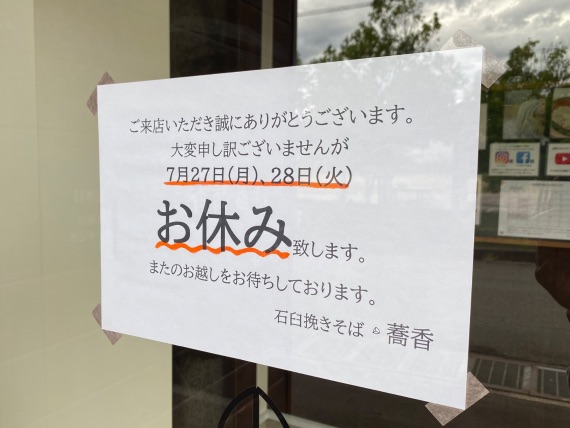 ご来店いただき誠にありがとうございます。
大変申し訳ございませんが
7月27日(月)、28日(火)
お休み致します。
またのお越しをお待ちしております。
石臼挽きそば 蕎香